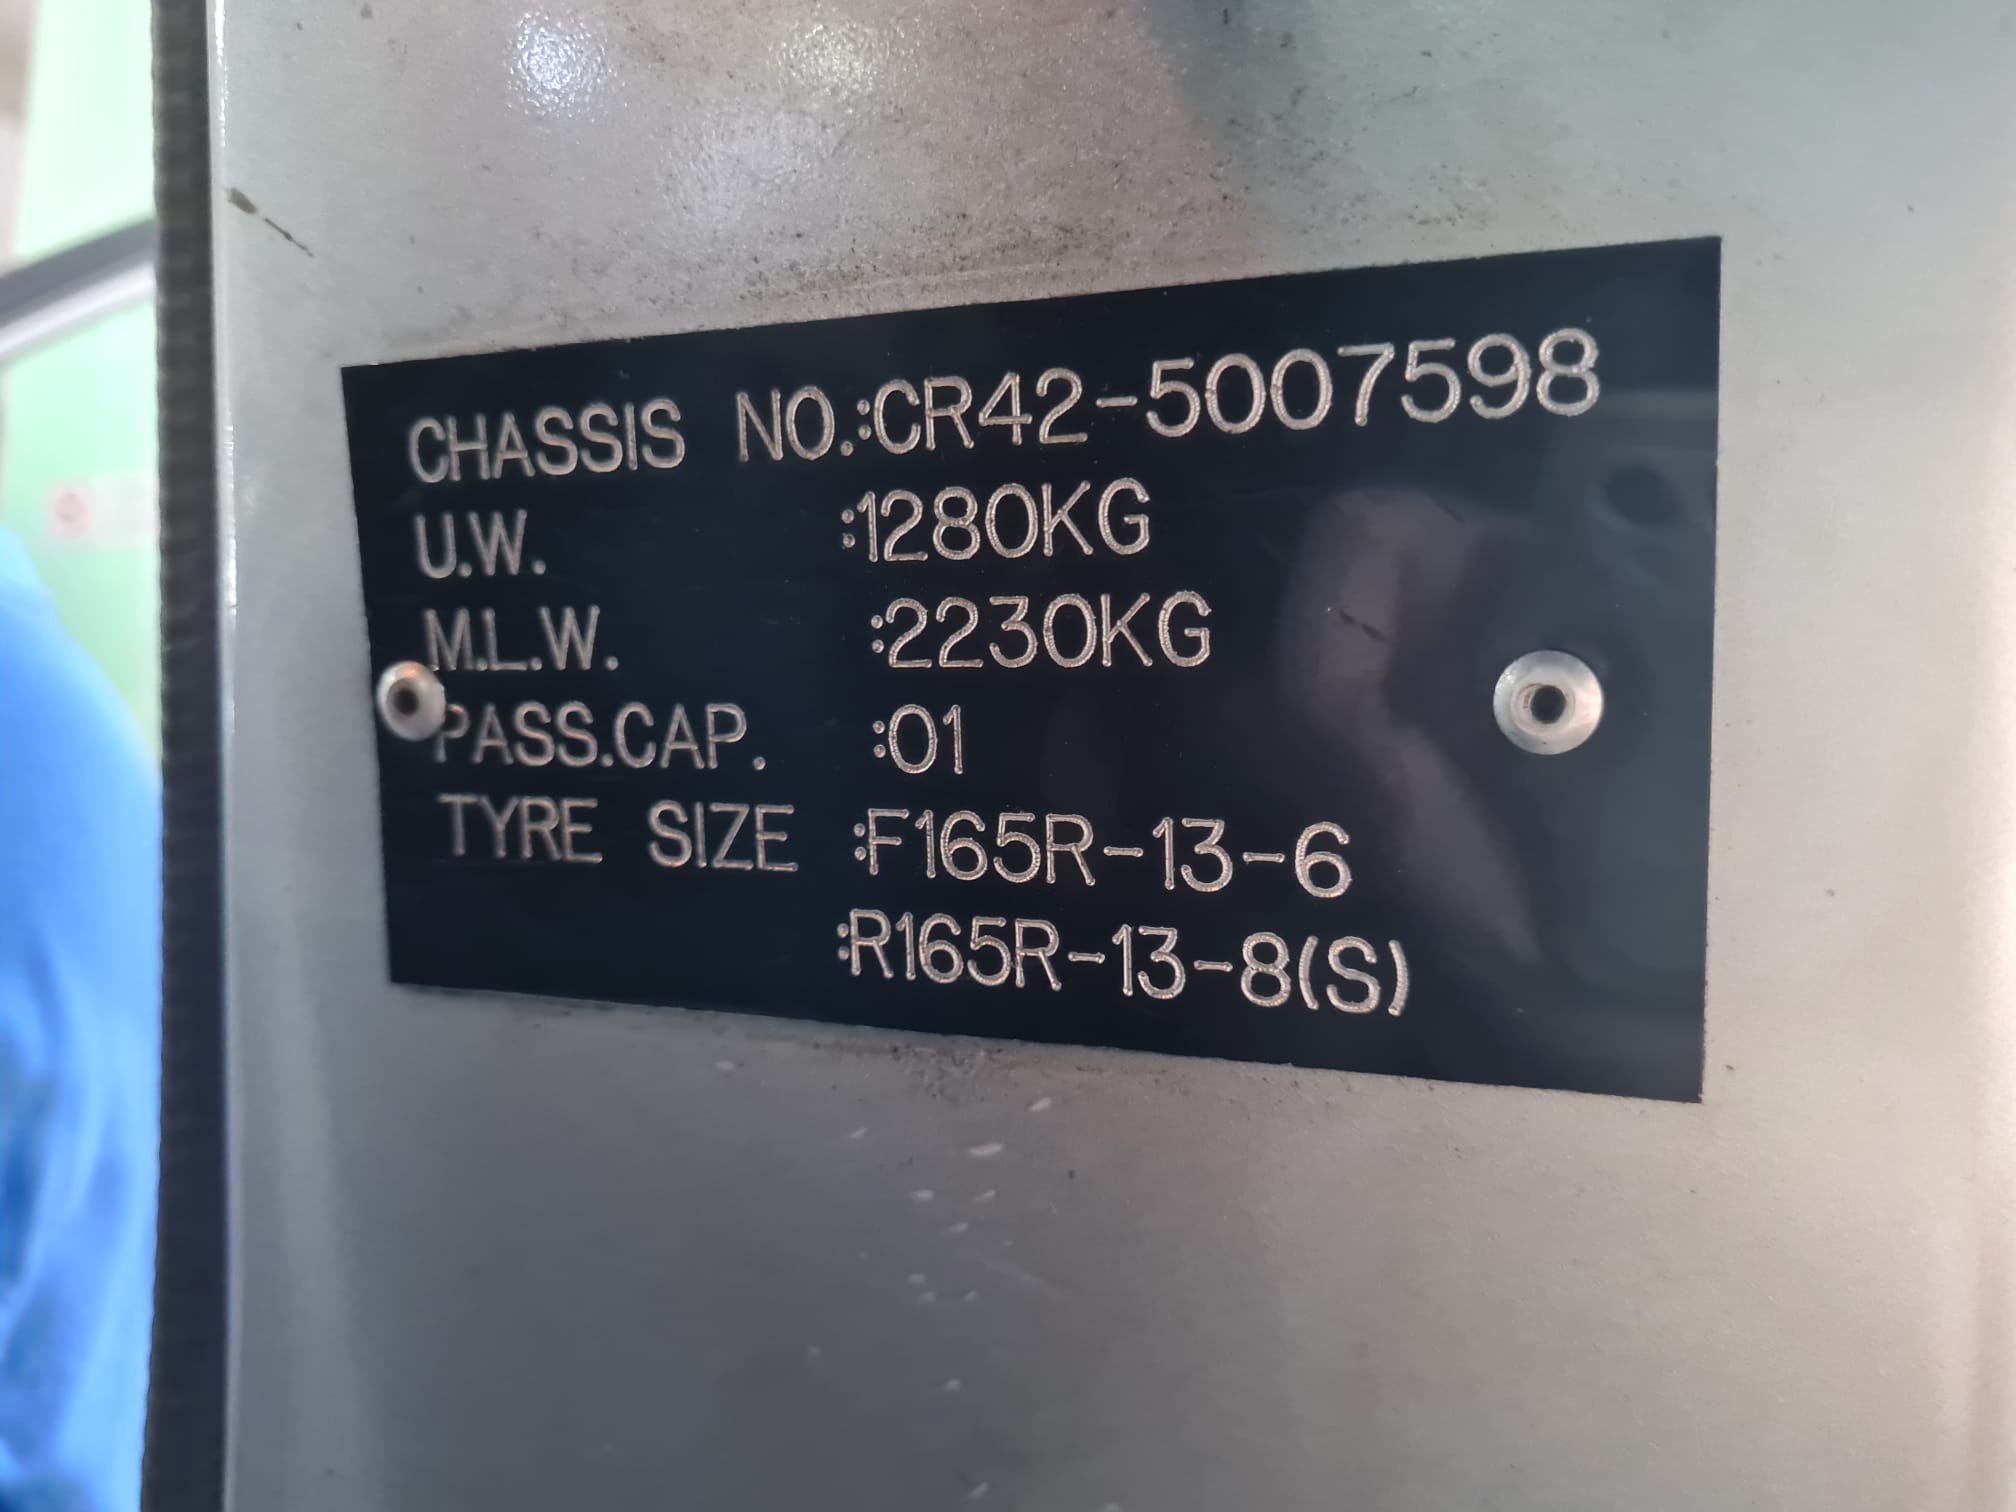 CHASSIS NO.:CR42-5007598
U.W. :1280KG
M.L.W. :2230KG
PASS.CAP. :01
TYRE SIZE :F165R-13-6
:R165R-13-8(S)